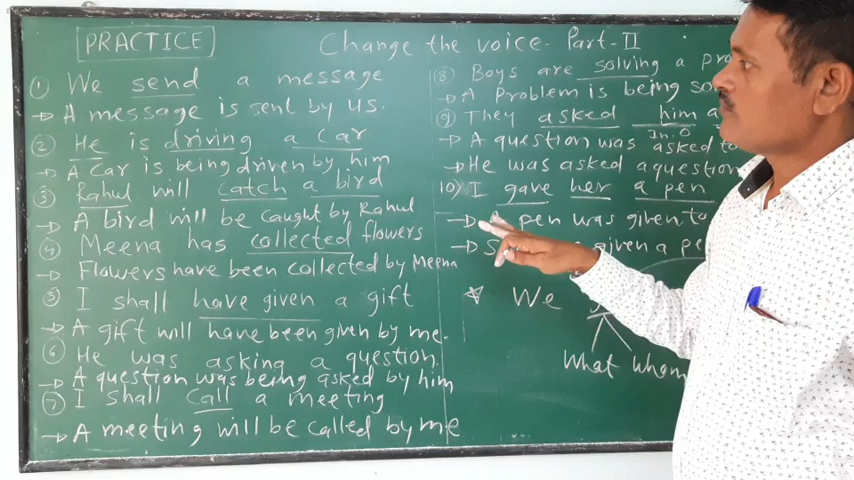 PRACTICE
Change the voice. Part-II
① We send a message
→ A message is sent by us.
② He is driving a car
→ A Car is being driven by him
③ Rahul will catch a bird
→ A bird will be caught by Rahul
④ Meena has collected flowers
→ Flowers have been collected by Meena
⑤ I shall have given a gift
→ A gift will have been given by me.
⑥ He was asking a question
→ A question was being asked by him
⑦ I shall call a meeting
→ A meeting will be called by me
⑧ Boys are solving a
→ A Problem is being
⑨ They asked him
In. O
→ A question was asked to
→ He was asked a question
10) I gave her a pen
→ pen was given to
→ given a
☆ We
What Whom